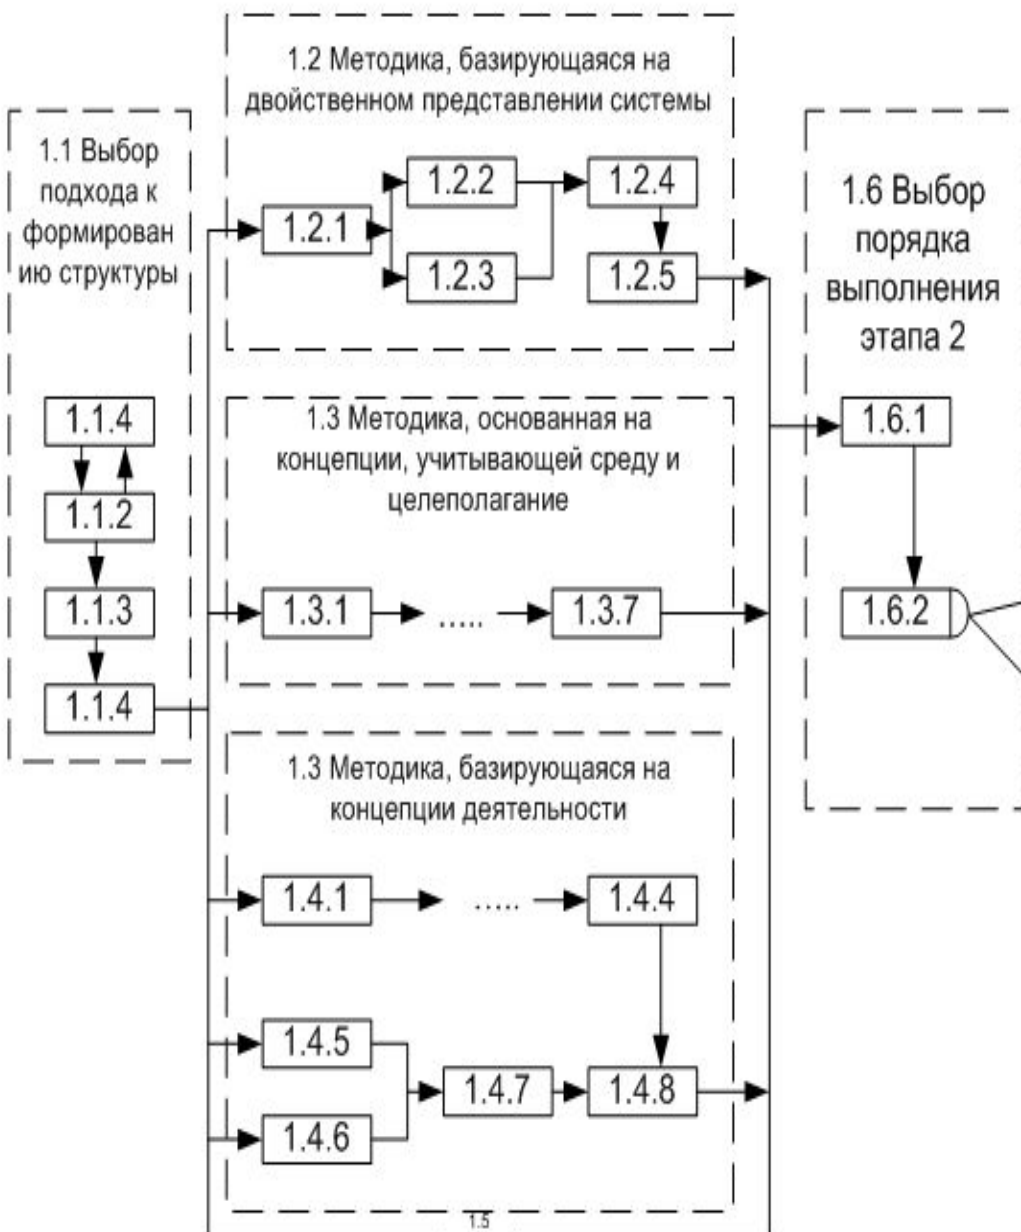 1.1 Выбор
подхода к
формирован
ию структуры
1.1.4
1.1.2
1.1.3
1.1.4
1.2 Методика, базирующаяся на
двойственном представлении системы
1.2.1
1.2.2
1.2.3
1.2.4
1.2.5
1.3 Методика, основанная на
концепции, учитывающей среду и
целеполагание
1.3.1
.....
1.3.7
1.3 Методика, базирующаяся на
концепции деятельности
1.4.1
.....
1.4.4
1.4.5
1.4.6
1.4.7
1.4.8
1.5
1.6 Выбор
порядка
выполнения
этапа 2
1.6.1
1.6.2